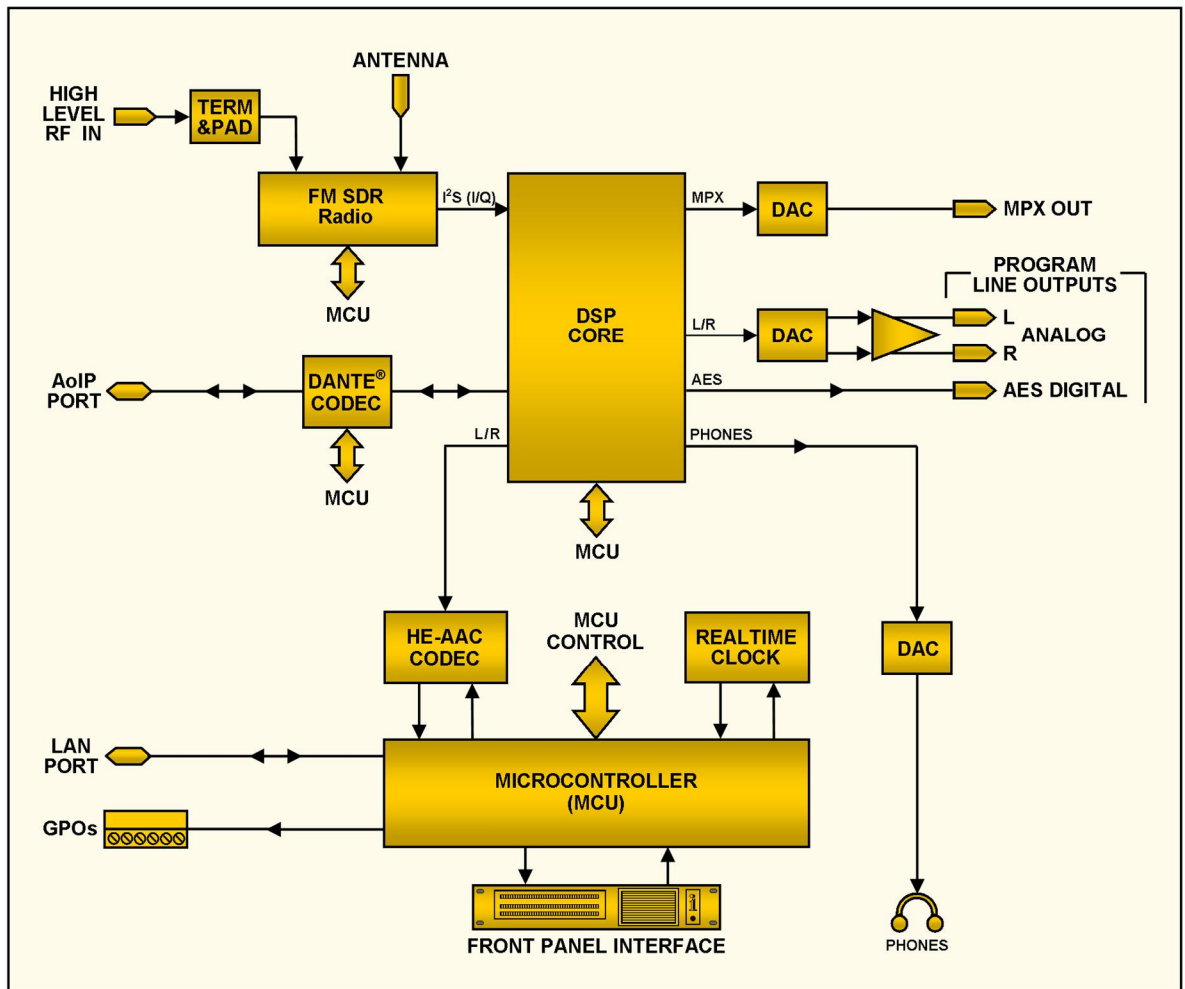 ANTENNA
HIGH
LEVEL
RF IN
TERM
&PAD
FM SDR
Radio
I²S (I/Q)
MCU
DSP
CORE
MPX
DAC
MPX OUT
PROGRAM
LINE OUTPUTS
L/R
DAC
L
ANALOG
R
AES
AES DIGITAL
AoIP
PORT
DANTE®
CODEC
MCU
L/R
PHONES
MCU
HE-AAC
CODEC
MCU
CONTROL
REALTIME
CLOCK
DAC
LAN
PORT
MICROCONTROLLER
(MCU)
GPOs
FRONT PANEL INTERFACE
PHONES